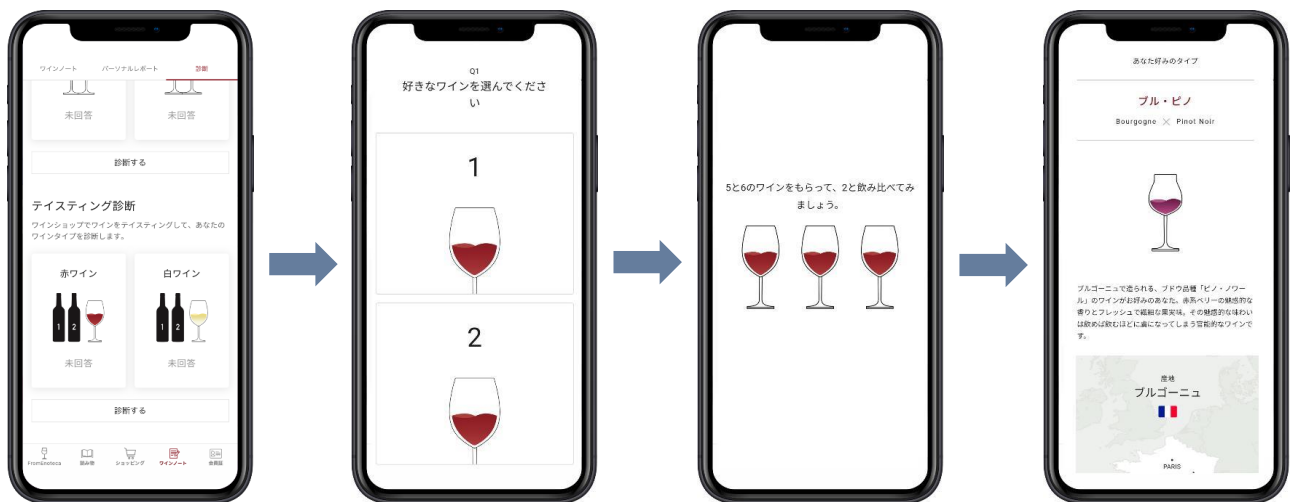 ワインノート
パーソナルレポート
診断
未回答
未回答
診断する
テイスティング診断
ワインショップでワインをテイスティングして、あなたの
ワインタイプを診断します。
赤ワイン
白ワイン
1 2
1 2
未回答
未回答
診断する
FromEnoteca
読み物
ショッピング
ワインノート
会員証
Q1
好きなワインを選んでくださ
い
1
2
5と6のワインをもらって、2と飲み比べてみ
ましょう。
あなた好みのタイプ
ブル・ピノ
Bourgogne × Pinot Noir
ブルゴーニュで造られる、ブドウ品種「ピノ・ノワー
ル」のワインがお好みのあなた。赤系ベリーの魅惑的な
香りとフレッシュで繊細な果実味。その魅惑的な味わい
は飲めば飲むほどに虜になってしまう官能的なワインで
す。
産地
ブルゴーニュ
PARIS